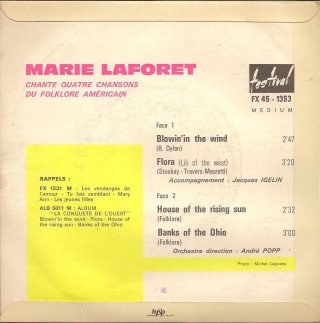 MARIE LAFORET
CHANTE QUATRE CHANSONS
DU FOLKLORE AMÉRICAIN
festival
FX 45 - 1353
MEDIUM
Face 1
Blowin'in the wind 2'47
(B. Dylan)
Flora (Lili of the west) 3'20
(Stookey - Travers-Mezzetti)
Accompagnement : Jacques IQELIN
Face 2
House of the rising sun 2'32
(Folklore)
Banks of the Ohio 3'00
(Folklore)
Orchestre direction : André POPP
Photo - Michel Laguens
RAPPELS :
FX 1331 M : Les vendanges de
l'amour - Tu fais semblant - Mary
Ann - Les jeunes filles
ALB 5011 M : ALBUM
"LA CONQUETE DE L'OUEST"
Blowin'in the wind - Flora - House of
the rising sun - Banks of the Ohio